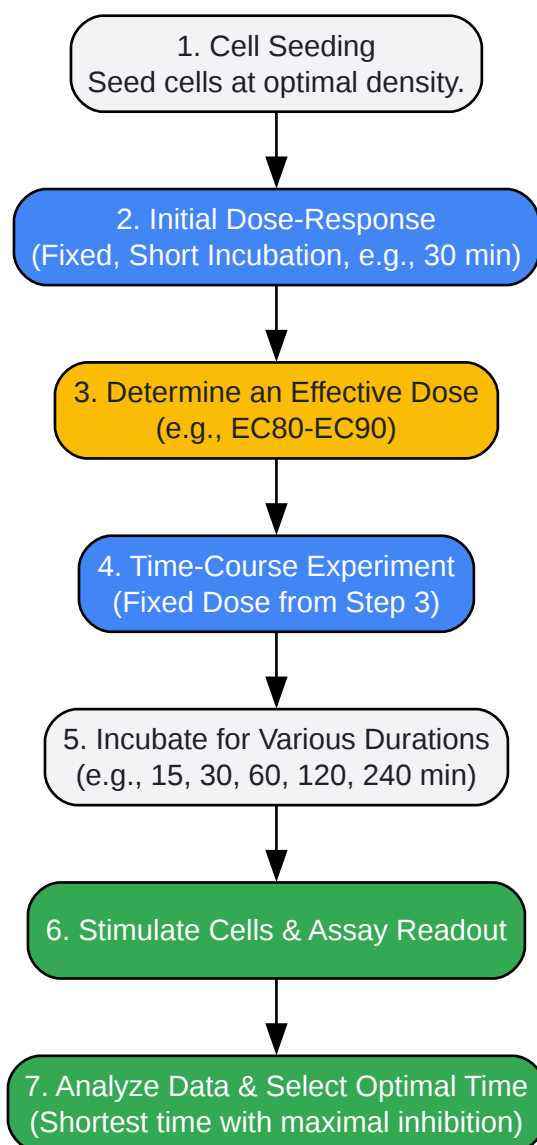 1. Cell Seeding
Seed cells at optimal density.
2. Initial Dose-Response
(Fixed, Short Incubation, e.g., 30 min)
3. Determine an Effective Dose
(e.g., EC80-EC90)
4. Time-Course Experiment
(Fixed Dose from Step 3)
5. Incubate for Various Durations
(e.g., 15, 30, 60, 120, 240 min)
6. Stimulate Cells & Assay Readout
7. Analyze Data & Select Optimal Time
(Shortest time with maximal inhibition)